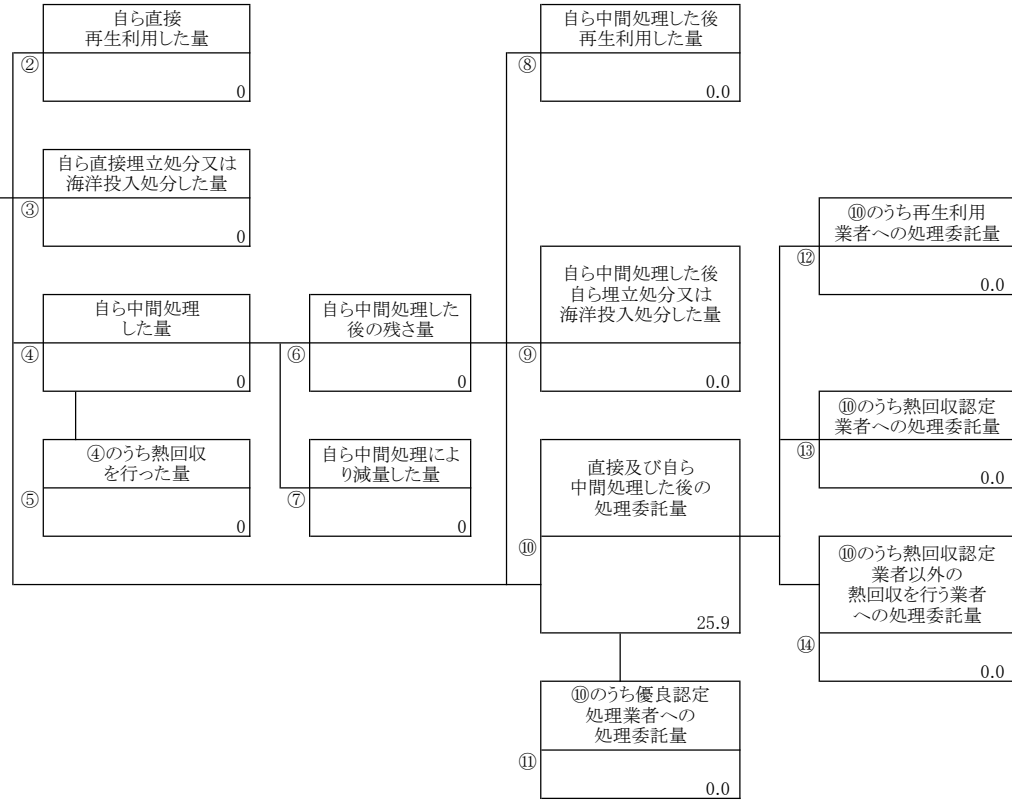 自ら直接
再生利用した量
②
0
自ら直接埋立処分又は
海洋投入処分した量
③
0
自ら中間処理
した量
④
0
④のうち熱回収
を行った量
⑤
0
自ら中間処理した
後の残さ量
⑥
0
自ら中間処理によ
り減量した量
⑦
0
自ら中間処理した後
再生利用した量
⑧
0.0
自ら中間処理した後
自ら埋立処分又は
海洋投入処分した量
⑨
0.0
直接及び自ら
中間処理した後の
処理委託量
⑩
25.9
⑩のうち優良認定
処理業者への
処理委託量
⑪
0.0
⑩のうち再生利用
業者への処理委託量
⑫
0.0
⑩のうち熱回収認定
業者への処理委託量
⑬
0.0
⑩のうち熱回収認定
業者以外の
熱回収を行う業者
への処理委託量
⑭
0.0